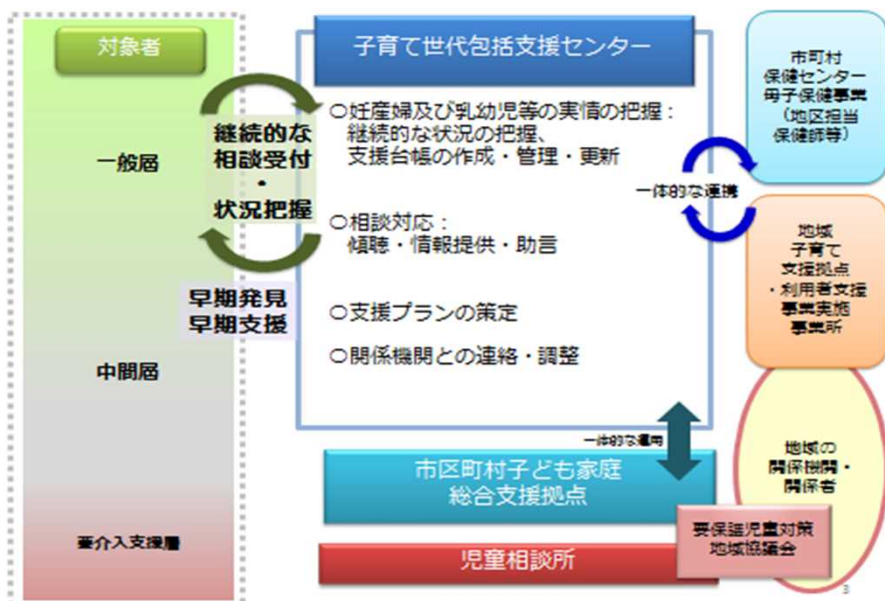 対象者
一般層
中間層
要介入支援層
継続的な
相談受付
・
状況把握
早期発見
早期支援
子育て世代包括支援センター
○妊産婦及び乳幼児等の実情の把握：
継続的な状況の把握、
支援台帳の作成・管理・更新
○相談対応：
傾聴・情報提供・助言
○支援プランの策定
○関係機関との連絡・調整
一体的な連携
市町村
保健センター
母子保健事業
（地区担当
保健師等）
地域
子育て
支援拠点
・利用者支援
事業実施
事業所
一体的な運用
市区町村子ども家庭
総合支援拠点
地域の
関係機関・
関係者
要保護児童対策
地域協議会
児童相談所
3